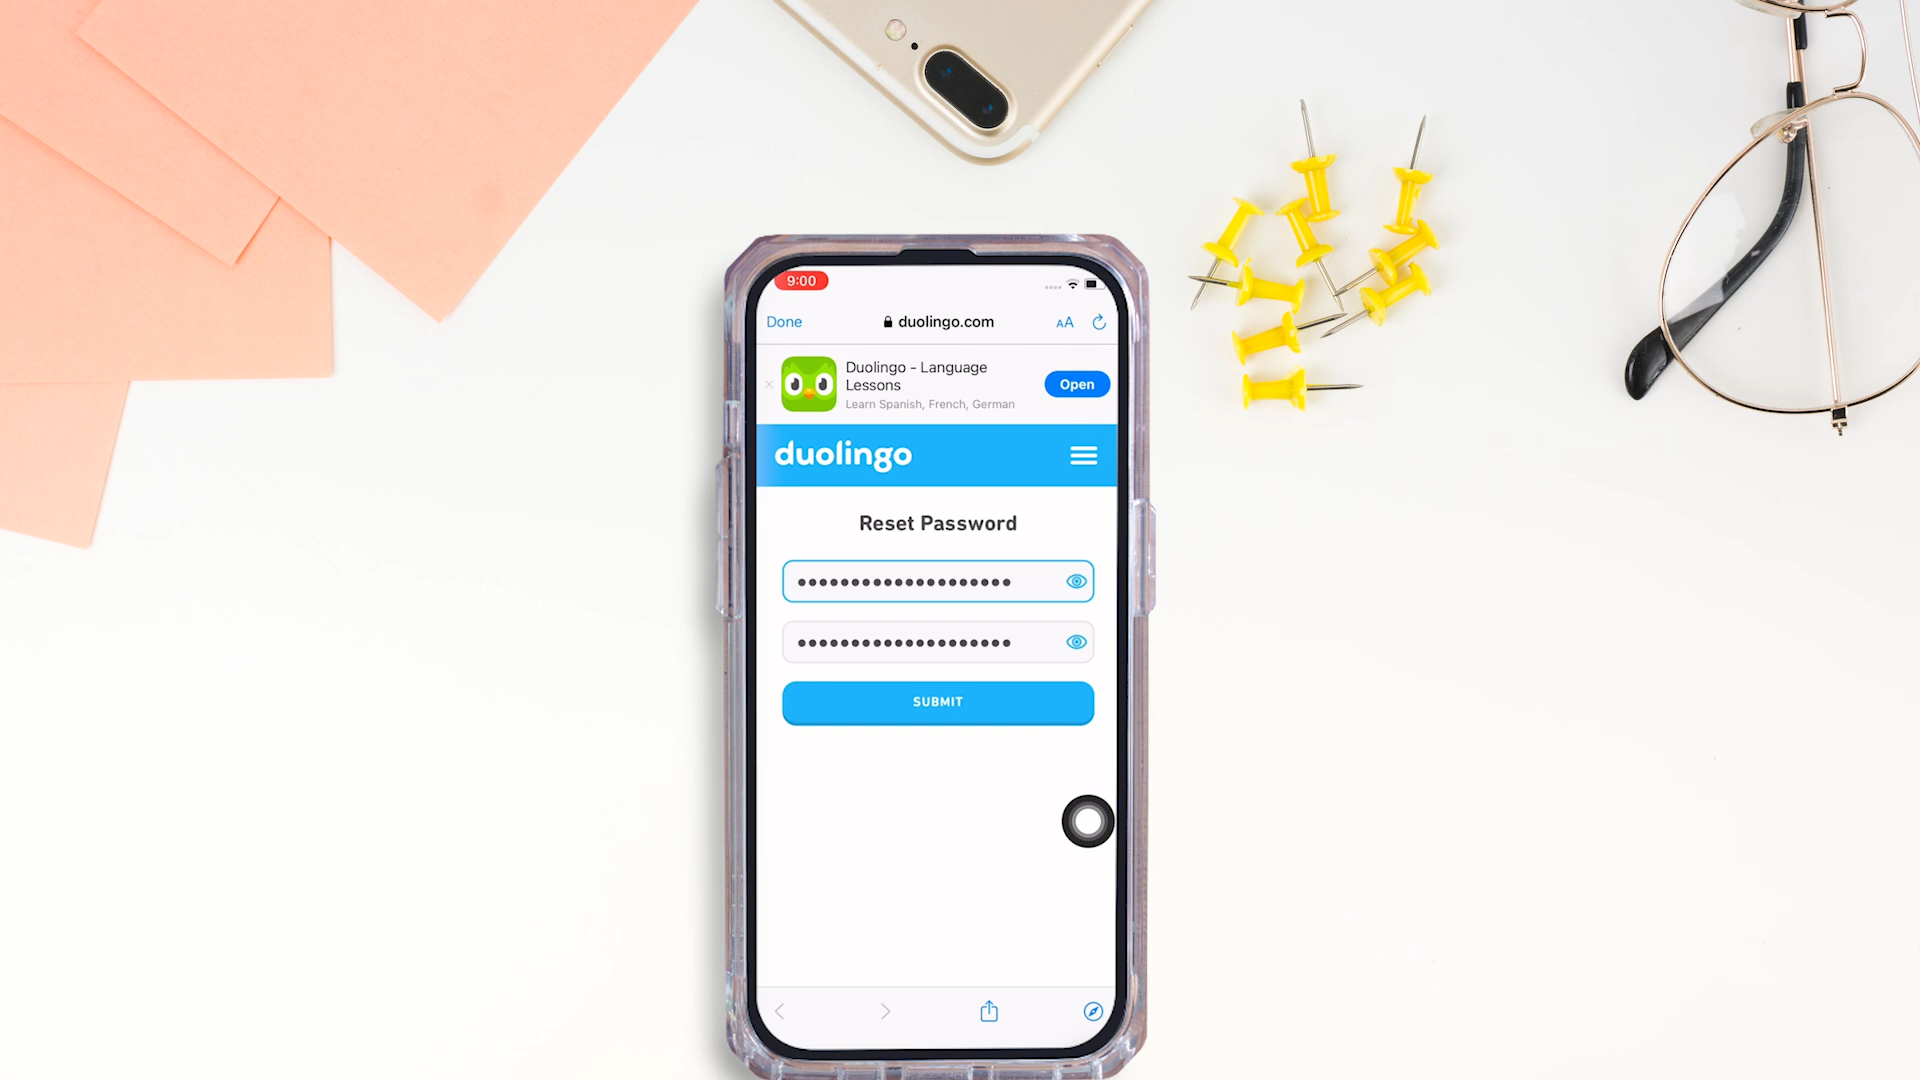 9:00
Done
duolingo.com
AA
Duolingo - Language
Lessons
Learn Spanish, French, German
Open
duolingo
Reset Password
••••••••••••••••••••
••••••••••••••••••••
SUBMIT